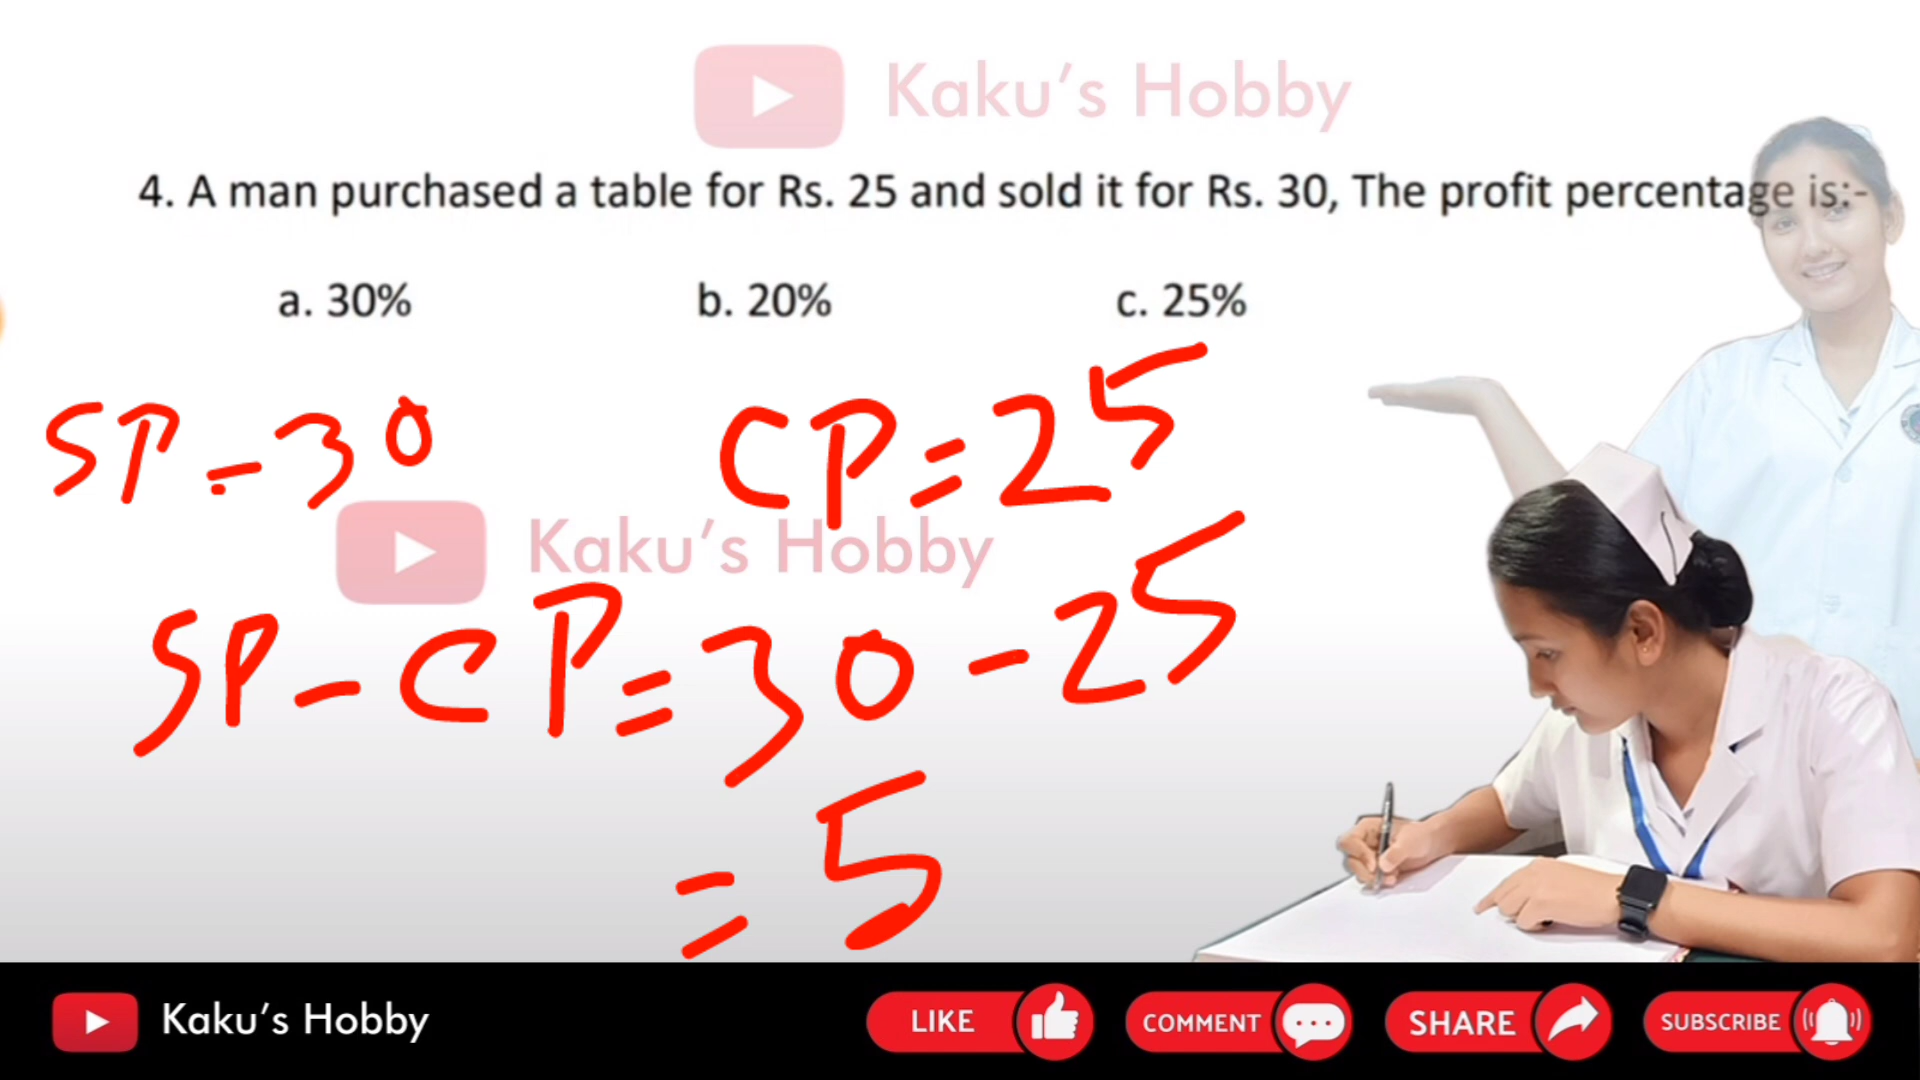 Kaku's Hobby
4. A man purchased a table for Rs. 25 and sold it for Rs. 30, The profit percentage is:-
a. 30% b. 20% c. 25%
SP = 30 CP = 25
Kaku's Hobby
SP - CP = 30 - 25
= 5
Kaku's Hobby LIKE COMMENT SHARE SUBSCRIBE